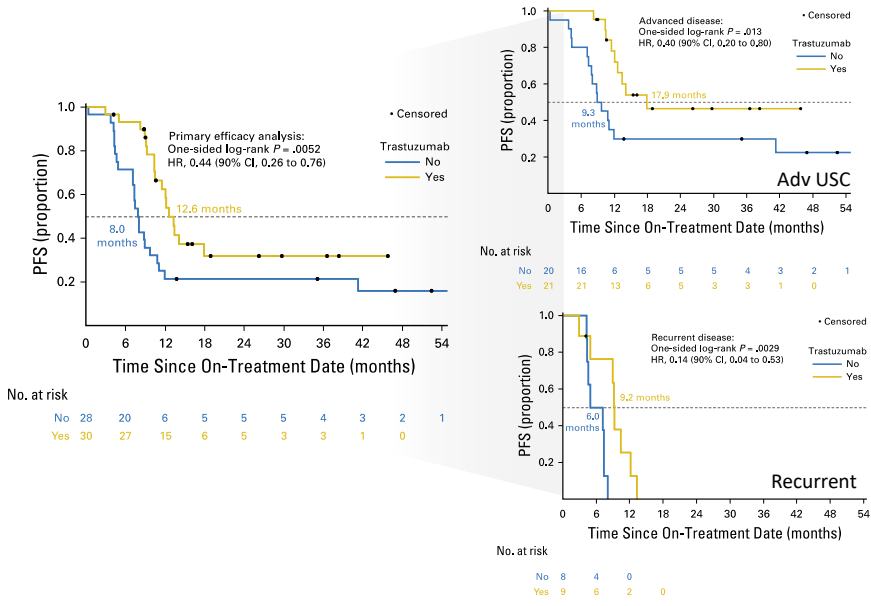 1.0
0.8
0.6
0.4
0.2
PFS (proportion)
• Censored
Primary efficacy analysis:
One-sided log-rank P = .0052
HR, 0.44 (90% CI, 0.26 to 0.76)
Trastuzumab
No
Yes
12.6 months
8.0
months
0 6 12 18 24 30 36 42 48 54
Time Since On-Treatment Date (months)
No. at risk
No 28 20 6 5 5 5 4 3 2 1
Yes 30 27 15 6 5 3 3 1 0
1.0
0.8
0.6
0.4
0.2
PFS (proportion)
Advanced disease:
One-sided log-rank P = .013
HR, 0.40 (90% CI, 0.20 to 0.80)
• Censored
Trastuzumab
No
Yes
17.9 months
9.3
months
Adv USC
0 6 12 18 24 30 36 42 48 54
Time Since On-Treatment Date (months)
No. at risk
No 20 16 6 5 5 5 4 3 2 1
Yes 21 21 13 6 5 3 3 1 0
1.0
0.8
0.6
0.4
0.2
PFS (proportion)
• Censored
Recurrent disease:
One-sided log-rank P = .0029
HR, 0.14 (90% CI, 0.04 to 0.53)
Trastuzumab
No
Yes
9.2 months
6.0
months
Recurrent
0 6 12 18 24 30 36 42 48 54
Time Since On-Treatment Date (months)
No. at risk
No 8 4 0
Yes 9 6 2 0